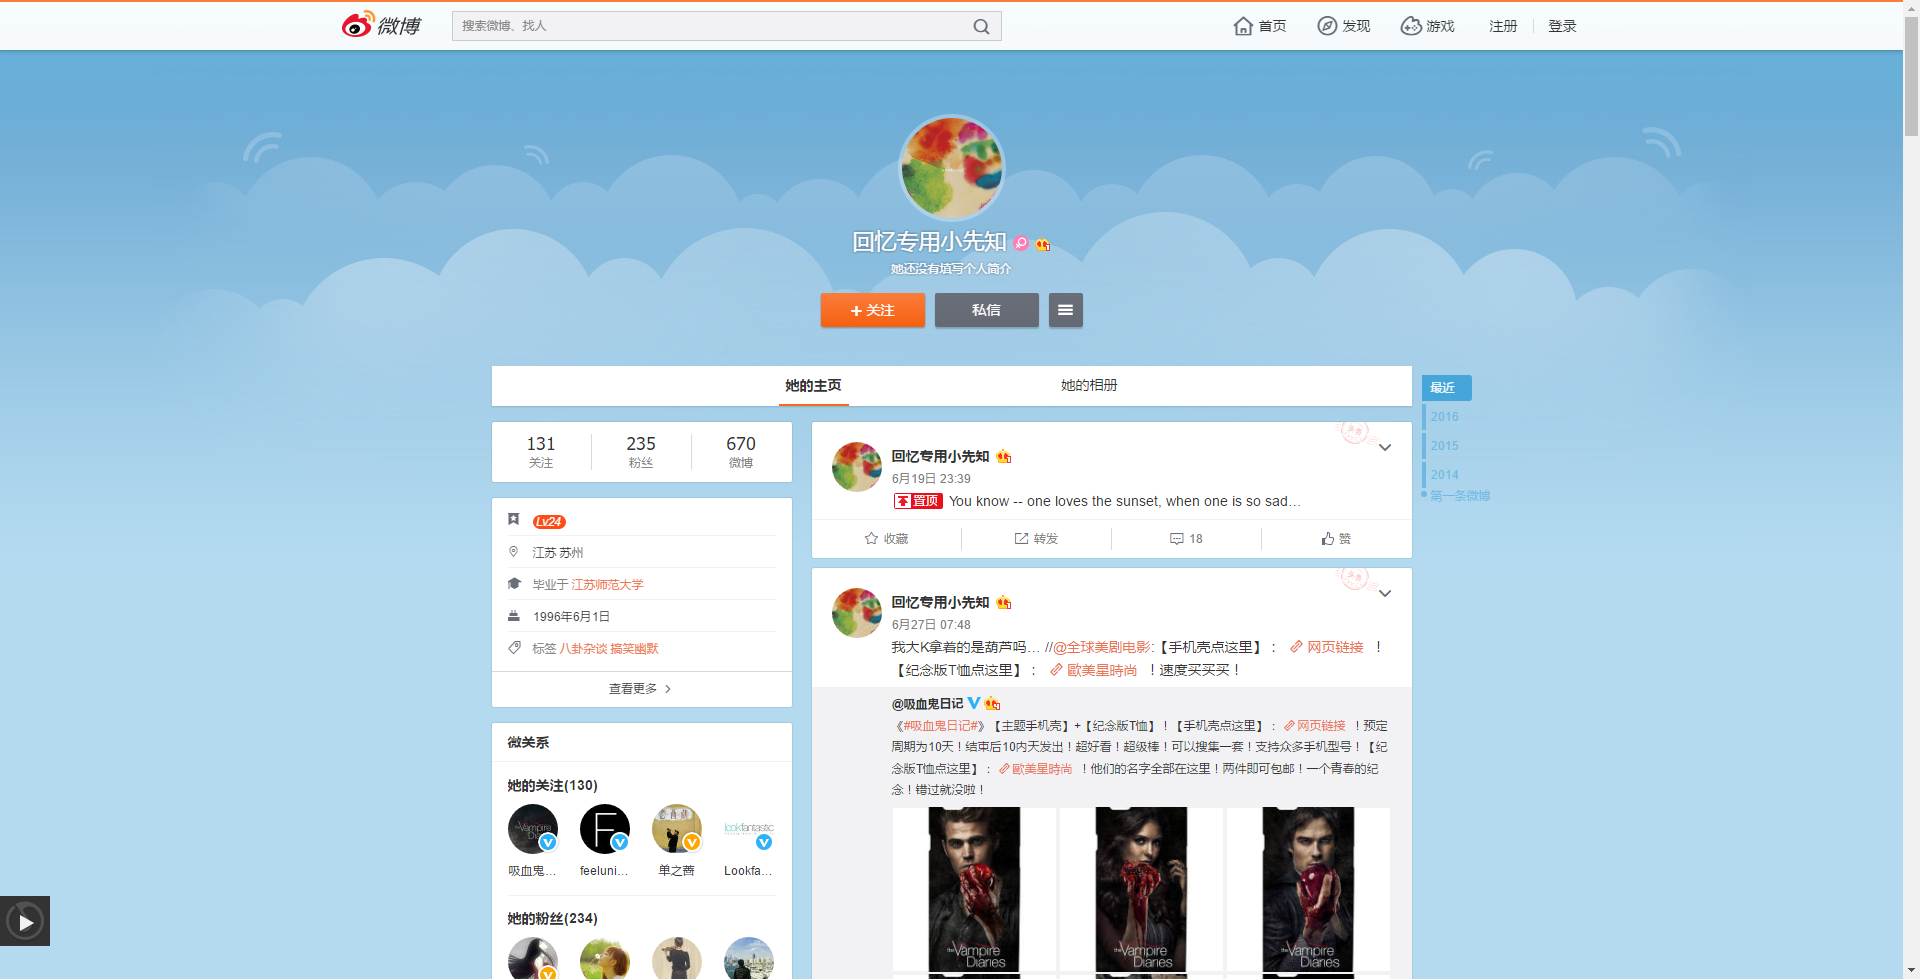 微博
搜索微博、找人
首页
发现
游戏
注册
登录
回忆专用小先知
她还没有填写个人简介
+ 关注
私信
她的主页
她的相册
最近
2016
2015
2014
第一条微博
131
关注
235
粉丝
670
微博
Lv24
江苏 苏州
毕业于 江苏师范大学
1996年6月1日
标签 八卦杂谈 搞笑幽默
查看更多
微关系
她的关注(130)
the Vampire Diaries
F
lookfantastic
吸血鬼…
feeluni…
单之蔷
Lookfa…
她的粉丝(234)
回忆专用小先知
6月19日 23:39
置顶 You know -- one loves the sunset, when one is so sad…
收藏
转发
18
赞
回忆专用小先知
6月27日 07:48
我大K拿着的是葫芦吗… //@全球美剧电影:【手机壳点这里】： 网页链接 ！
【纪念版T恤点这里】： 歐美星時尚 ！速度买买买！
@吸血鬼日记
《#吸血鬼日记#》【主题手机壳】+【纪念版T恤】！【手机壳点这里】： 网页链接 ！预定
周期为10天！结束后10内天发出！超好看！超级棒！可以搜集一套！支持众多手机型号！【纪
念版T恤点这里】： 歐美星時尚 ！他们的名字全部在这里！两件即可包邮！一个青春的纪
念！错过就没啦！
the Vampire Diaries
the Vampire Diaries
the Vampire Diaries